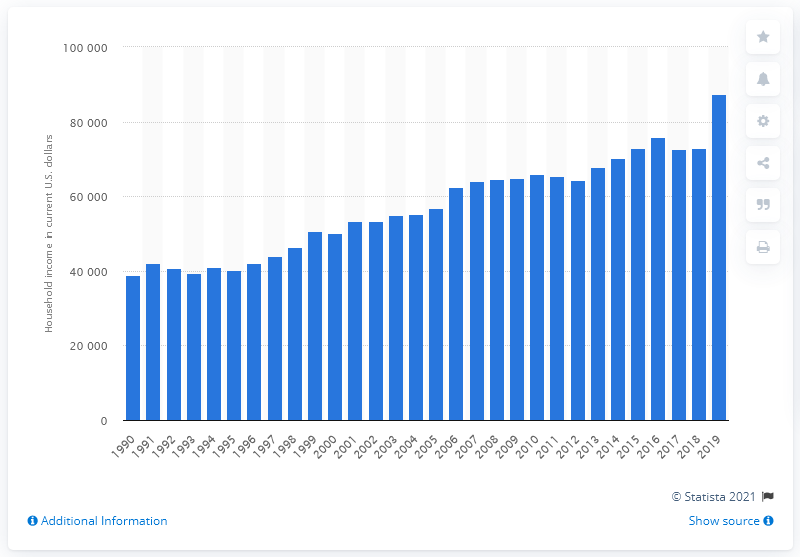 100 000
80 000
60 000
40 000
20 000
0
Household income in current U.S. dollars
1990 1991 1992 1993 1994 1995 1996 1997 1998 1999 2000 2001 2002 2003 2004 2005 2006 2007 2008 2009 2010 2011 2012 2013 2014 2015 2016 2017 2018 2019
© Statista 2021
Additional Information
Show source